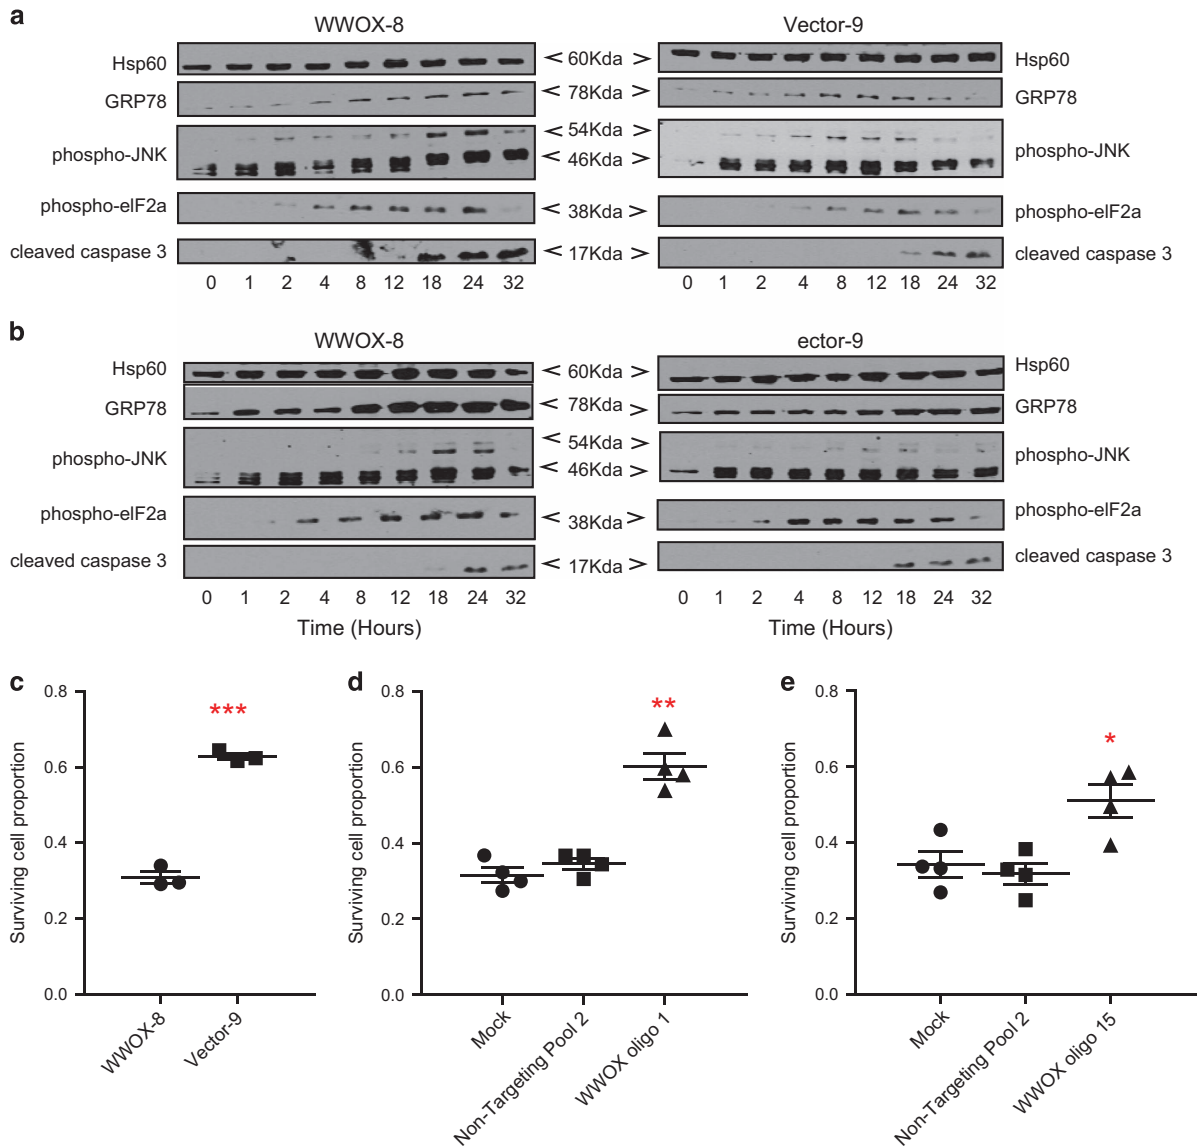 a
WWOX-8
Vector-9
Hsp60
< 60Kda >
Hsp60
GRP78
< 78Kda >
GRP78
phospho-JNK
< 54Kda >
< 46Kda >
phospho-JNK
phospho-eIF2a
< 38Kda >
phospho-eIF2a
cleaved caspase 3
< 17Kda >
cleaved caspase 3
0 1 2 4 8 12 18 24 32
0 1 2 4 8 12 18 24 32
b
WWOX-8
ector-9
Hsp60
< 60Kda >
Hsp60
GRP78
< 78Kda >
GRP78
phospho-JNK
< 54Kda >
< 46Kda >
phospho-JNK
phospho-eIF2a
< 38Kda >
phospho-eIF2a
cleaved caspase 3
< 17Kda >
cleaved caspase 3
0 1 2 4 8 12 18 24 32
0 1 2 4 8 12 18 24 32
Time (Hours)
Time (Hours)
c
Surviving cell proportion
0.8
0.6
0.4
0.2
0.0
***
WWOX-8
Vector-9
d
Surviving cell proportion
0.8
0.6
0.4
0.2
0.0
**
Mock
Non-Targeting Pool 2
WWOX oligo 1
e
Surviving cell proportion
0.8
0.6
0.4
0.2
0.0
*
Mock
Non-Targeting Pool 2
WWOX oligo 15